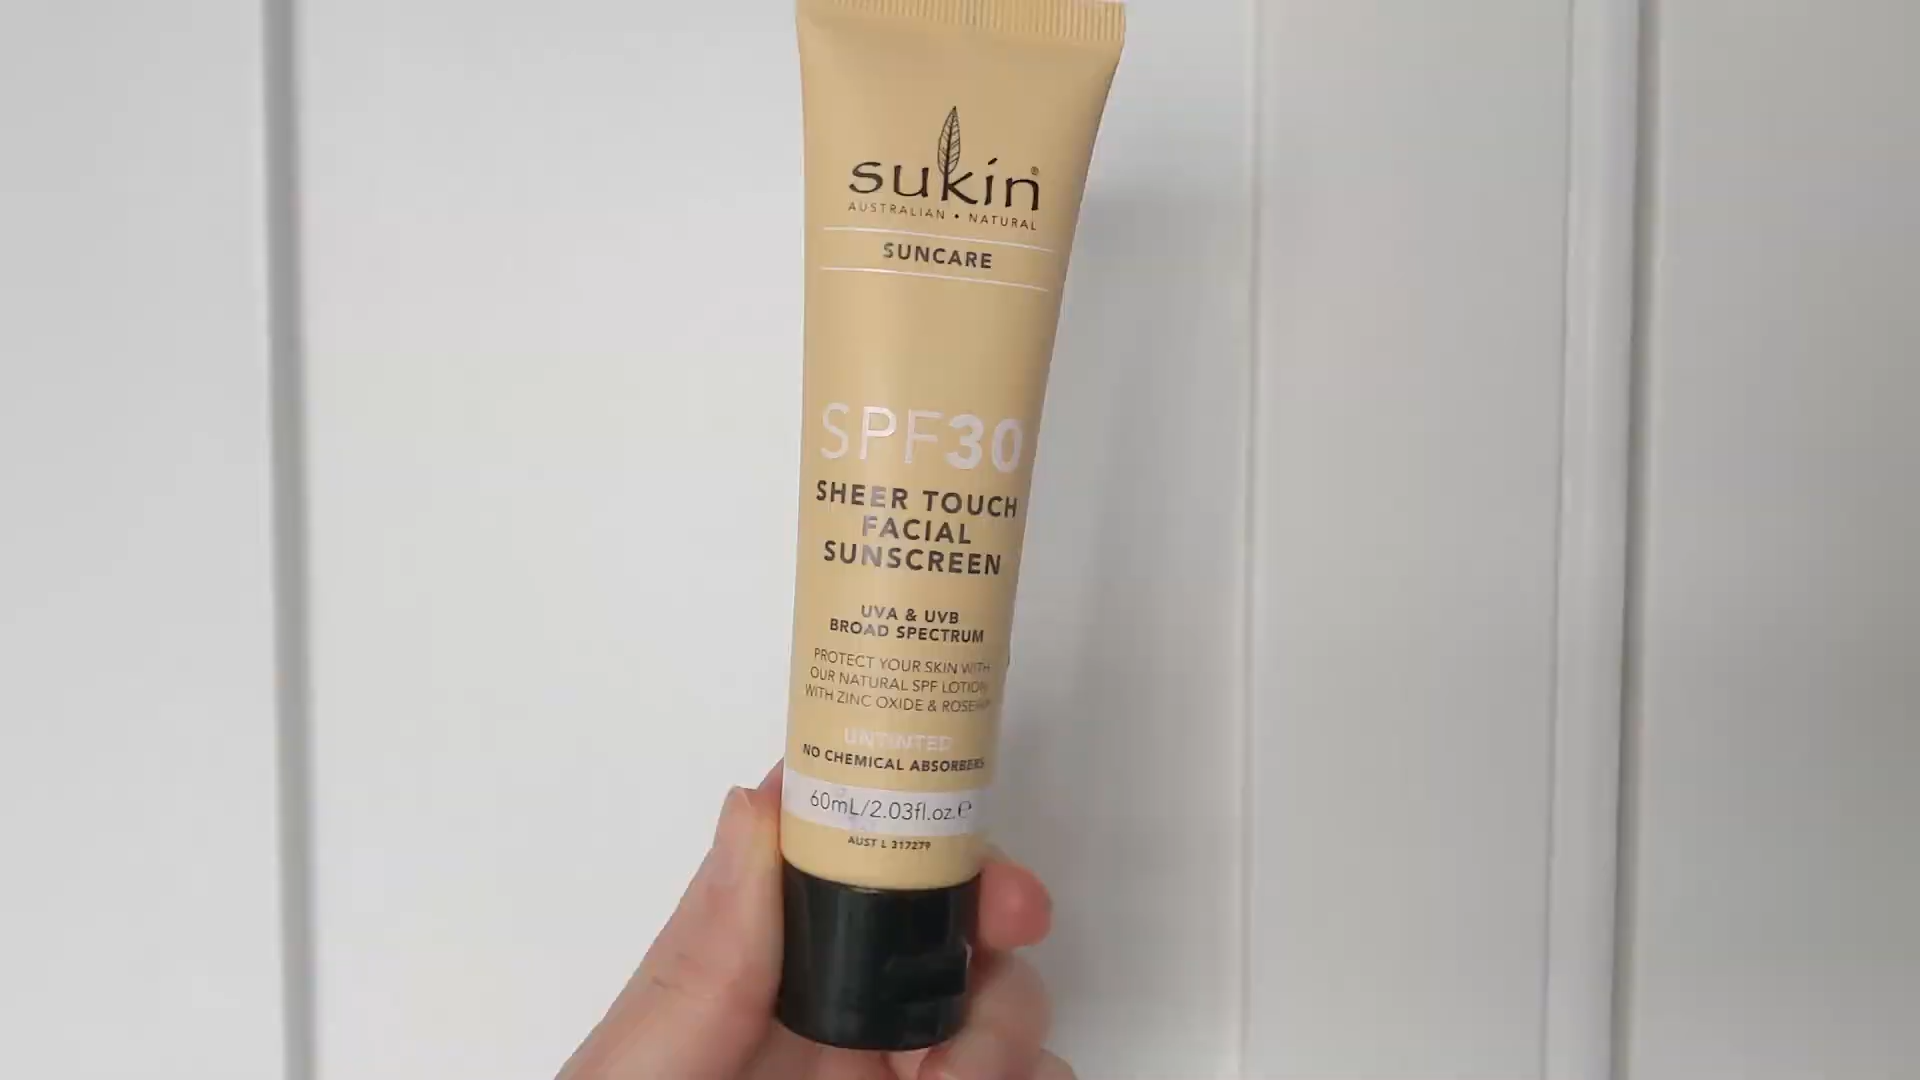 sukin®
AUSTRALIAN • NATURAL
SUNCARE
SPF30
SHEER TOUCH
FACIAL
SUNSCREEN
UVA & UVB
BROAD SPECTRUM
PROTECT YOUR SKIN WITH
OUR NATURAL SPF LOTION
WITH ZINC OXIDE & ROSEHIP
UNTINTED
NO CHEMICAL ABSORBERS
60mL/2.03fl.oz.℮
AUST L 317279